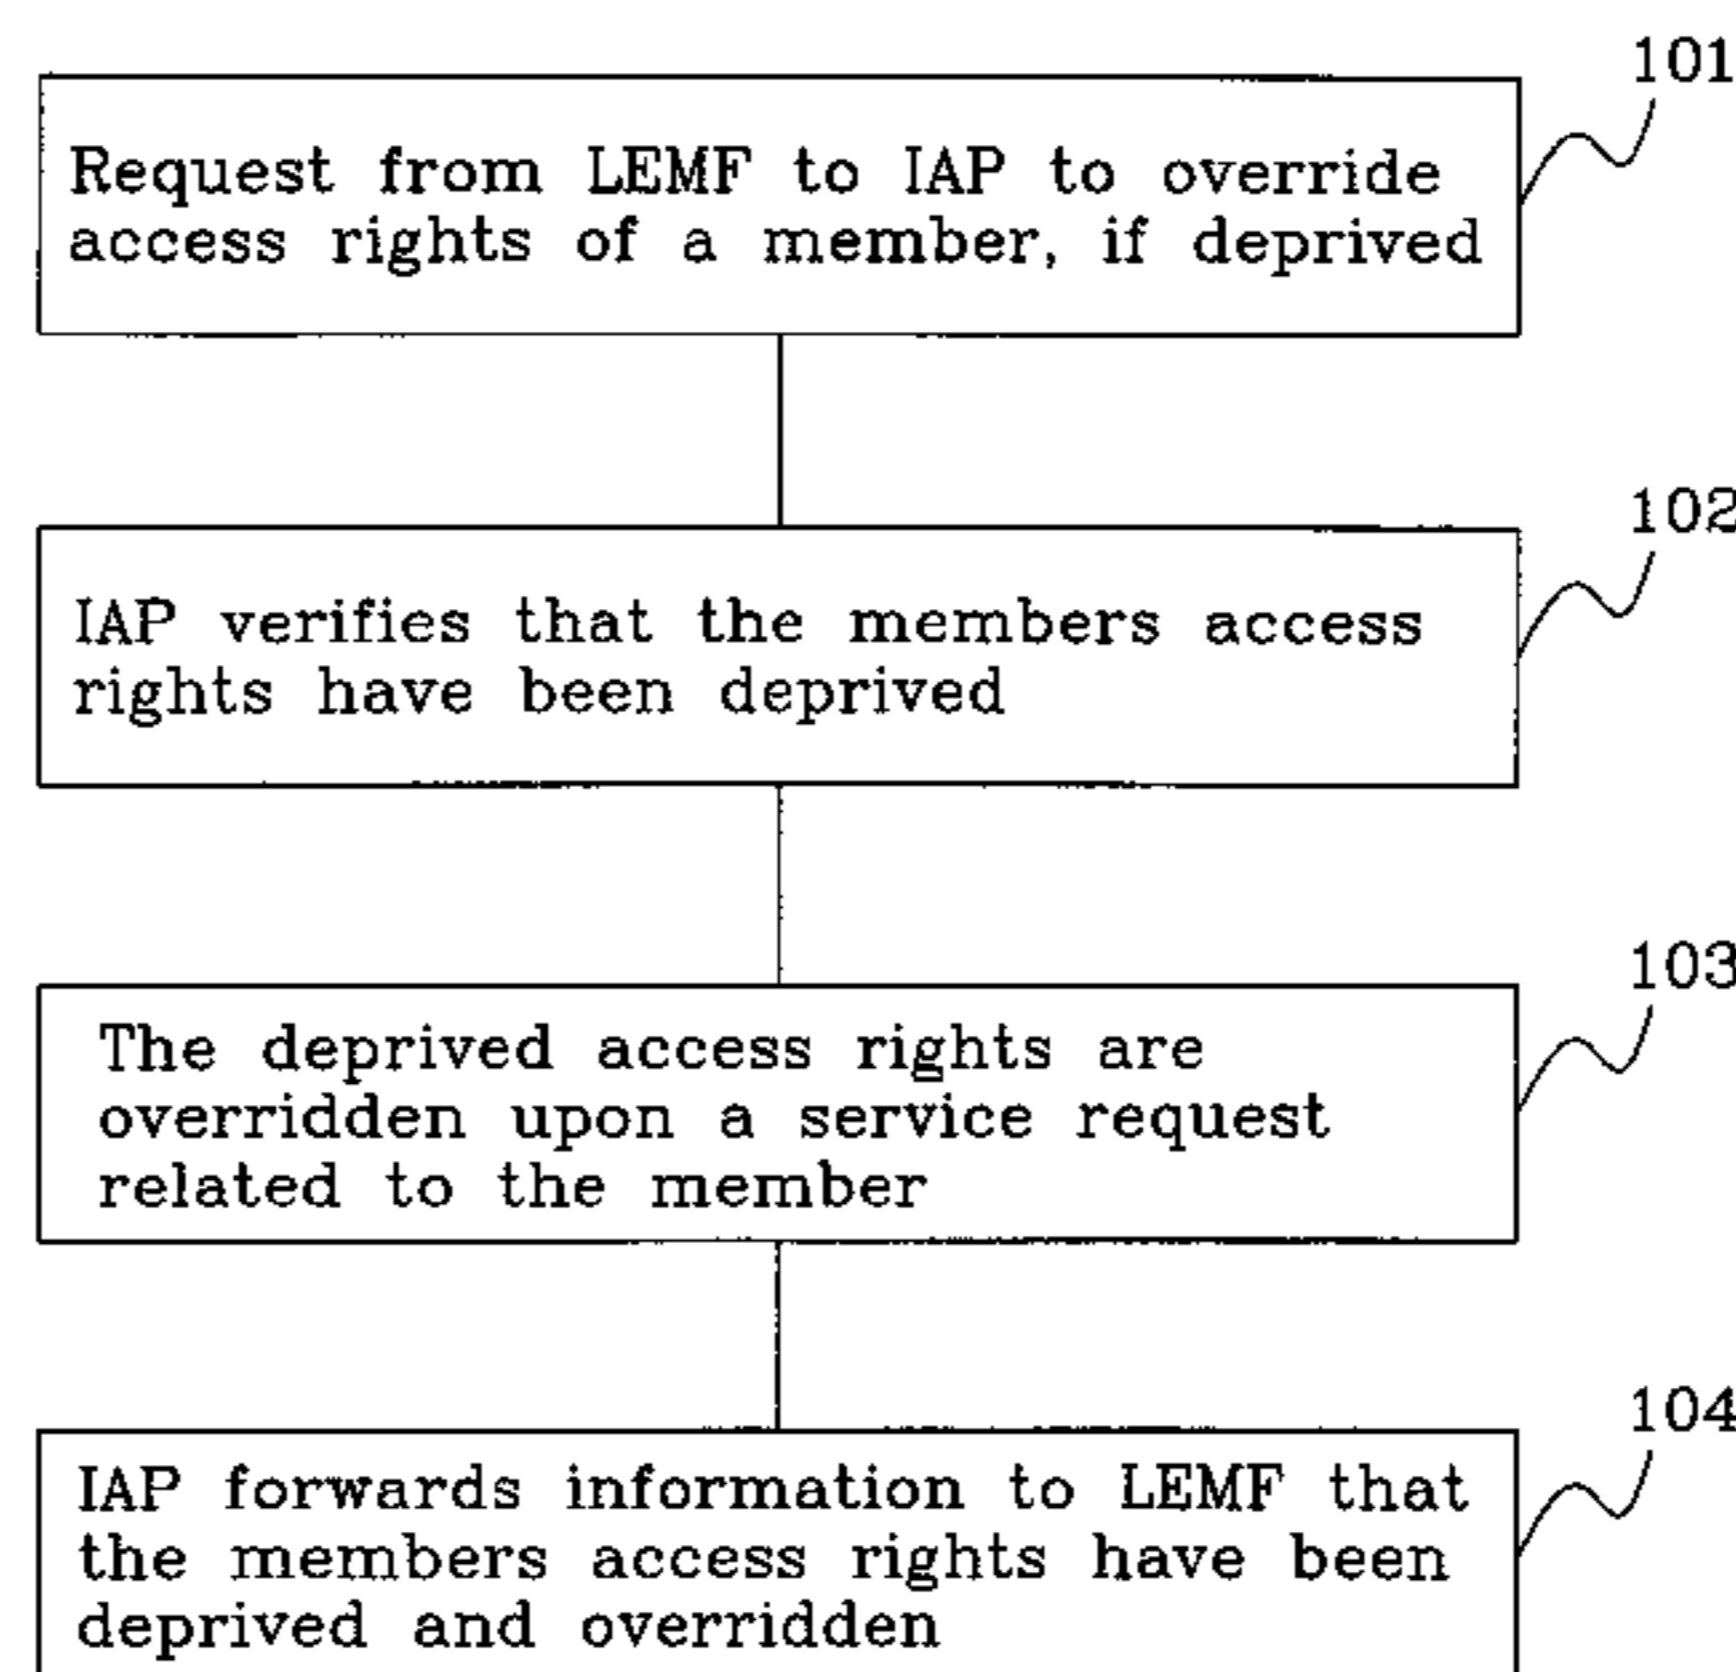 101
Request from LEMF to IAP to override
access rights of a member, if deprived
102
IAP verifies that the members access
rights have been deprived
103
The deprived access rights are
overridden upon a service request
related to the member
104
IAP forwards information to LEMF that
the members access rights have been
deprived and overridden